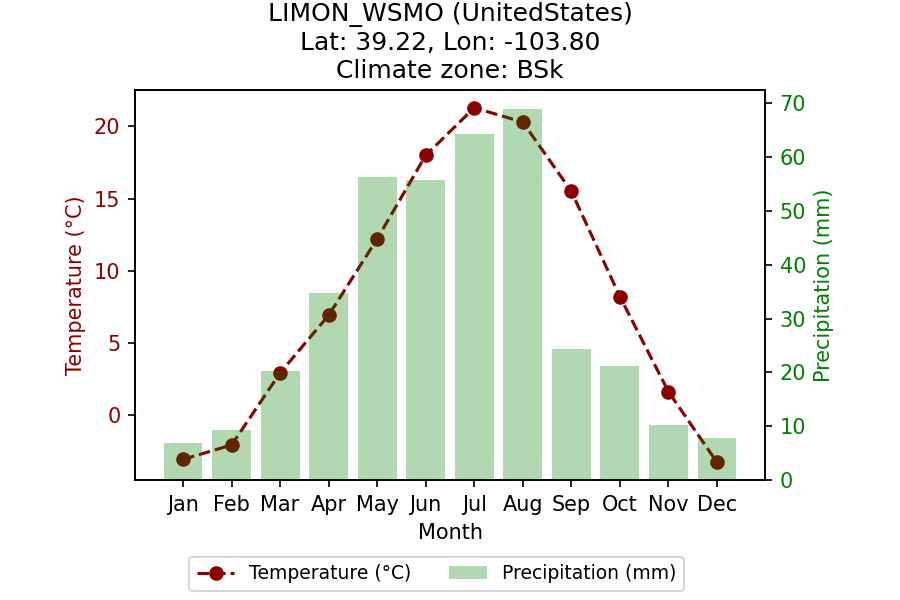 LIMON_WSMO (UnitedStates)
Lat: 39.22, Lon: -103.80
Climate zone: BSk
Temperature (°C)
20
15
10
5
0
Precipitation (mm)
70
60
50
40
30
20
10
0
Jan Feb Mar Apr May Jun Jul Aug Sep Oct Nov Dec
Month
Temperature (°C) Precipitation (mm)